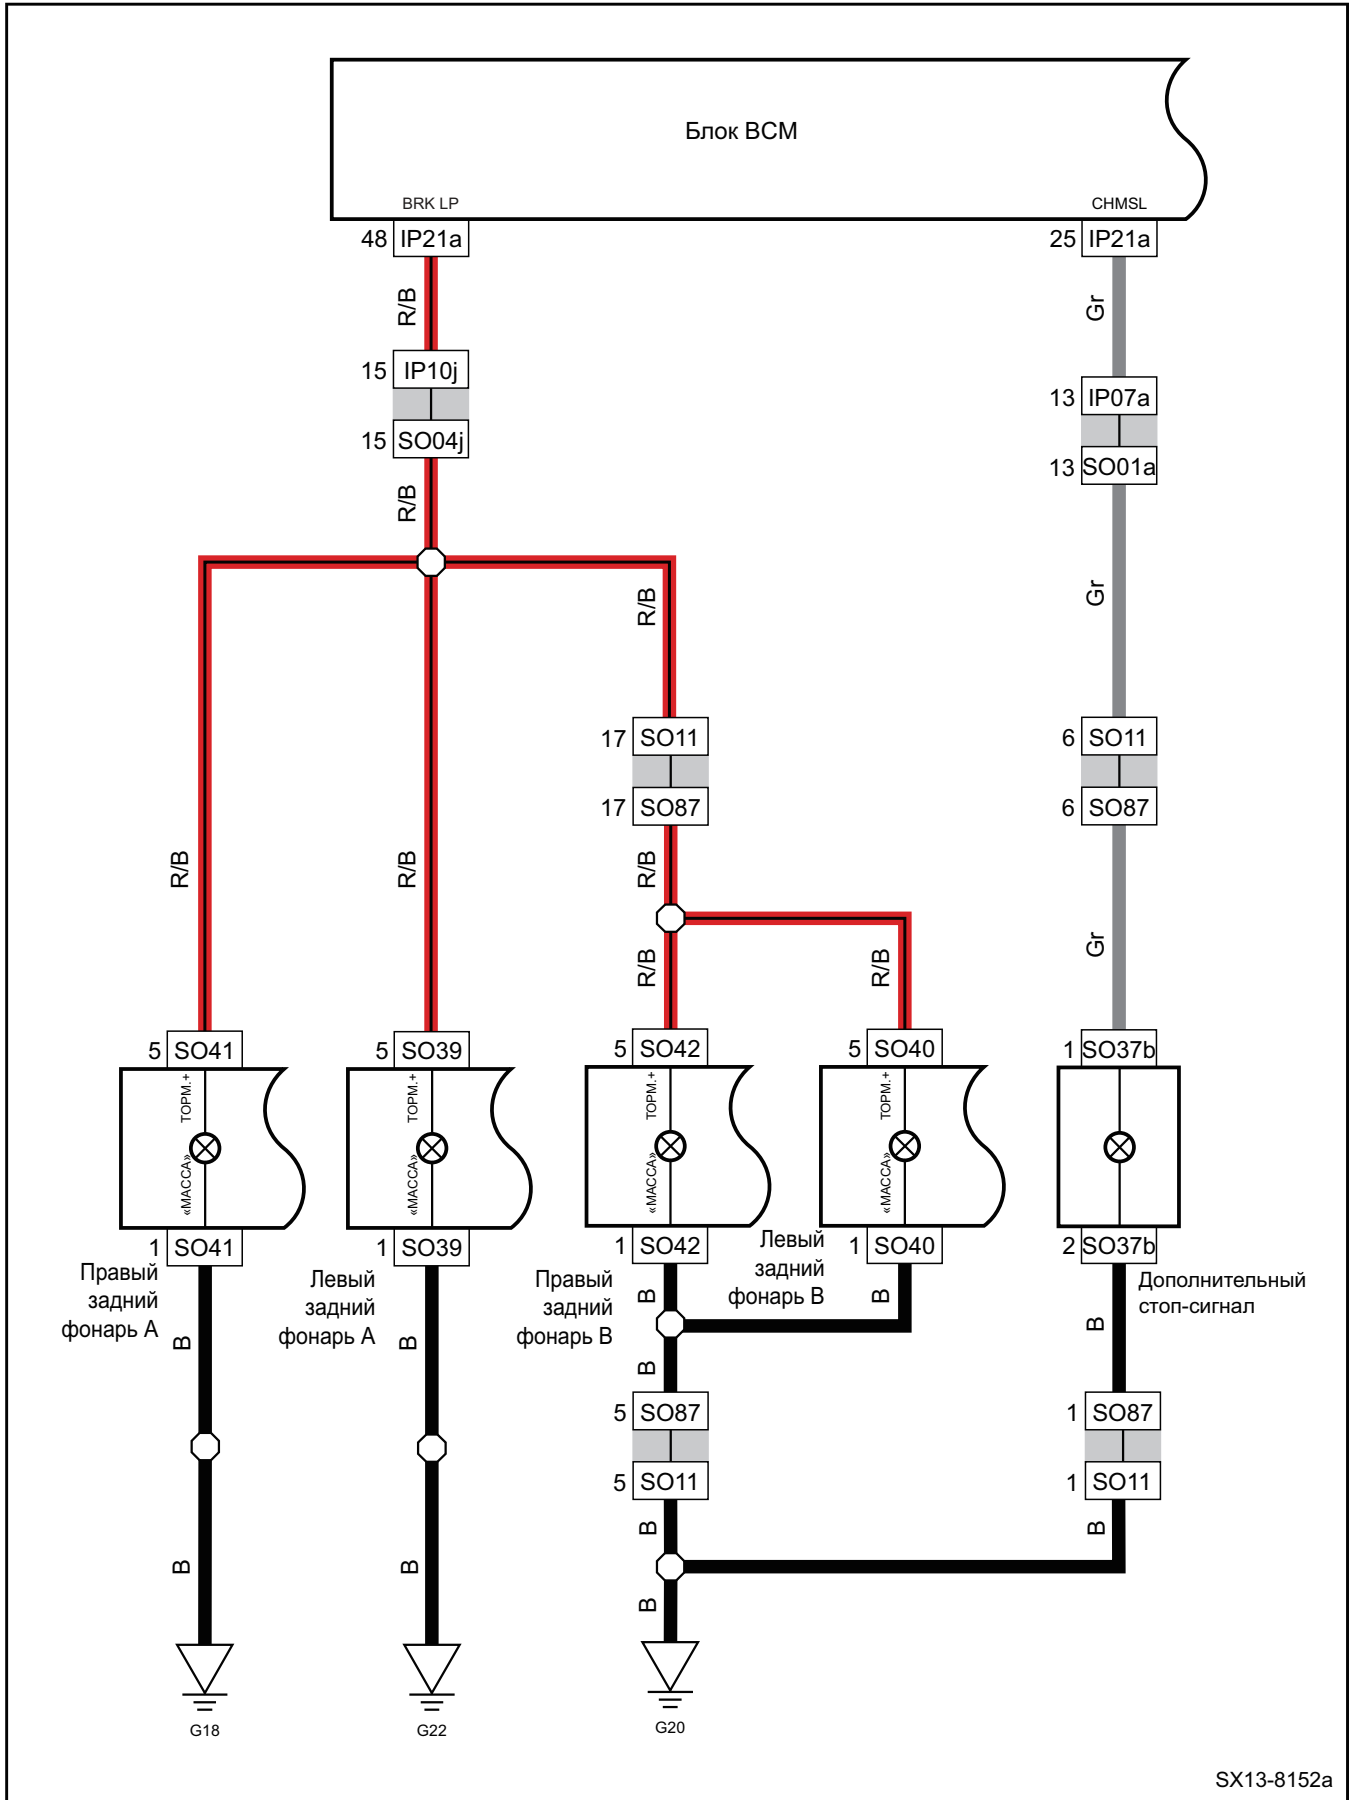 Блок BCM
BRK LP
CHMSL
48 IP21a
25 IP21a
R/B
Gr
15 IP10j
13 IP07a
15 SO04j
13 SO01a
R/B
R/B
Gr
17 SO11
6 SO11
17 SO87
6 SO87
R/B
R/B
R/B
R/B
R/B
Gr
5 SO41
5 SO39
5 SO42
5 SO40
1 SO37b
ТОРМ.+
«МАССА»
ТОРМ.+
«МАССА»
ТОРМ.+
«МАССА»
ТОРМ.+
«МАССА»
1 SO41
1 SO39
1 SO42
1 SO40
2 SO37b
Правый
задний
фонарь A
Левый
задний
фонарь A
Правый
задний
фонарь B
Левый
задний
фонарь B
Дополнительный
стоп-сигнал
B
B
B
B
B
B
5 SO87
1 SO87
5 SO11
1 SO11
B
B
B
B
B
G18
G22
G20
SX13-8152a